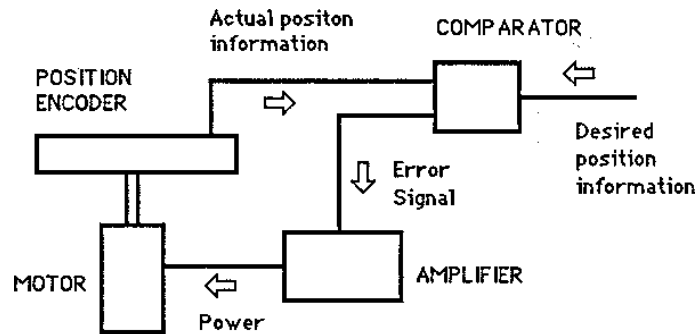 Actual positon
information
COMPARATOR
POSITION
ENCODER
Desired
position
information
Error
Signal
MOTOR
AMPLIFIER
Power